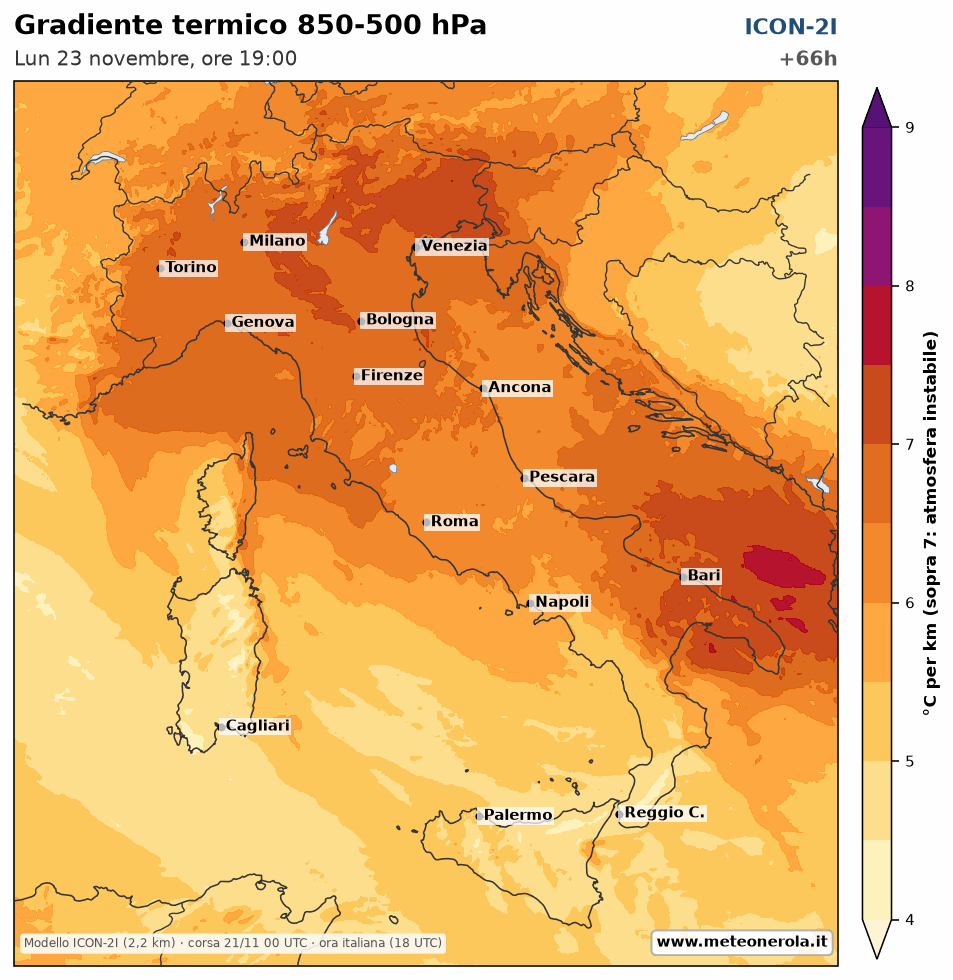 Gradiente termico 850-500 hPa
ICON-2I
Lun 23 novembre, ore 19:00
+66h
Milano
Venezia
Torino
Genova
Bologna
Firenze
Ancona
Pescara
Roma
Bari
Napoli
Cagliari
Palermo
Reggio C.
9
8
7
6
5
4
°C per km (sopra 7: atmosfera instabile)
Modello ICON-2I (2,2 km) · corsa 21/11 00 UTC · ora italiana (18 UTC)
www.meteonerola.it